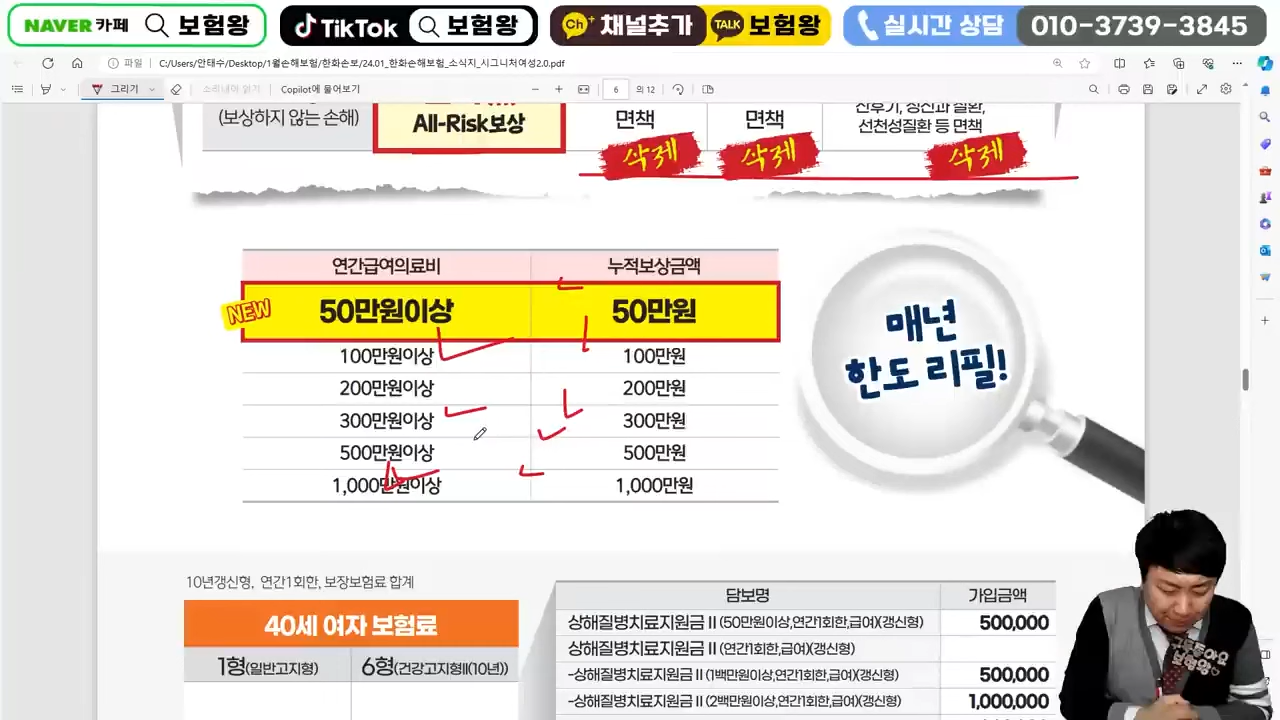 NAVER 카페 보험왕
TikTok 보험왕
Ch+ 채널추가 TALK 보험왕
실시간 상담 010-3739-3845
파일 C:/Users/안태수/Desktop/1월손해보험/한화손보/24.01_한화손해보험_소식지_시그니처여성2.0.pdf
그리기 소리내어 읽기 Copilot에 물어보기 6 의 12
(보상하지 않는 손해) All-Risk보상 면책 면책
선천성질환 등 면책
삭제 삭제 삭제
연간급여의료비 누적보상금액
NEW 50만원이상 50만원
100만원이상 100만원
200만원이상 200만원
300만원이상 300만원
500만원이상 500만원
1,000만원이상 1,000만원
매년
한도 리필!
10년갱신형, 연간1회한, 보장보험료 합계
40세 여자 보험료
1형(일반고지형) 6형(건강고지형II(10년))
담보명 가입금액
상해질병치료지원금Ⅱ(50만원이상,연간1회한,급여)(갱신형) 500,000
상해질병치료지원금Ⅱ(연간1회한,급여)(갱신형)
-상해질병치료지원금Ⅱ(1백만원이상,연간1회한,급여)(갱신형) 500,000
-상해질병치료지원금Ⅱ(2백만원이상,연간1회한,급여)(갱신형) 1,000,000